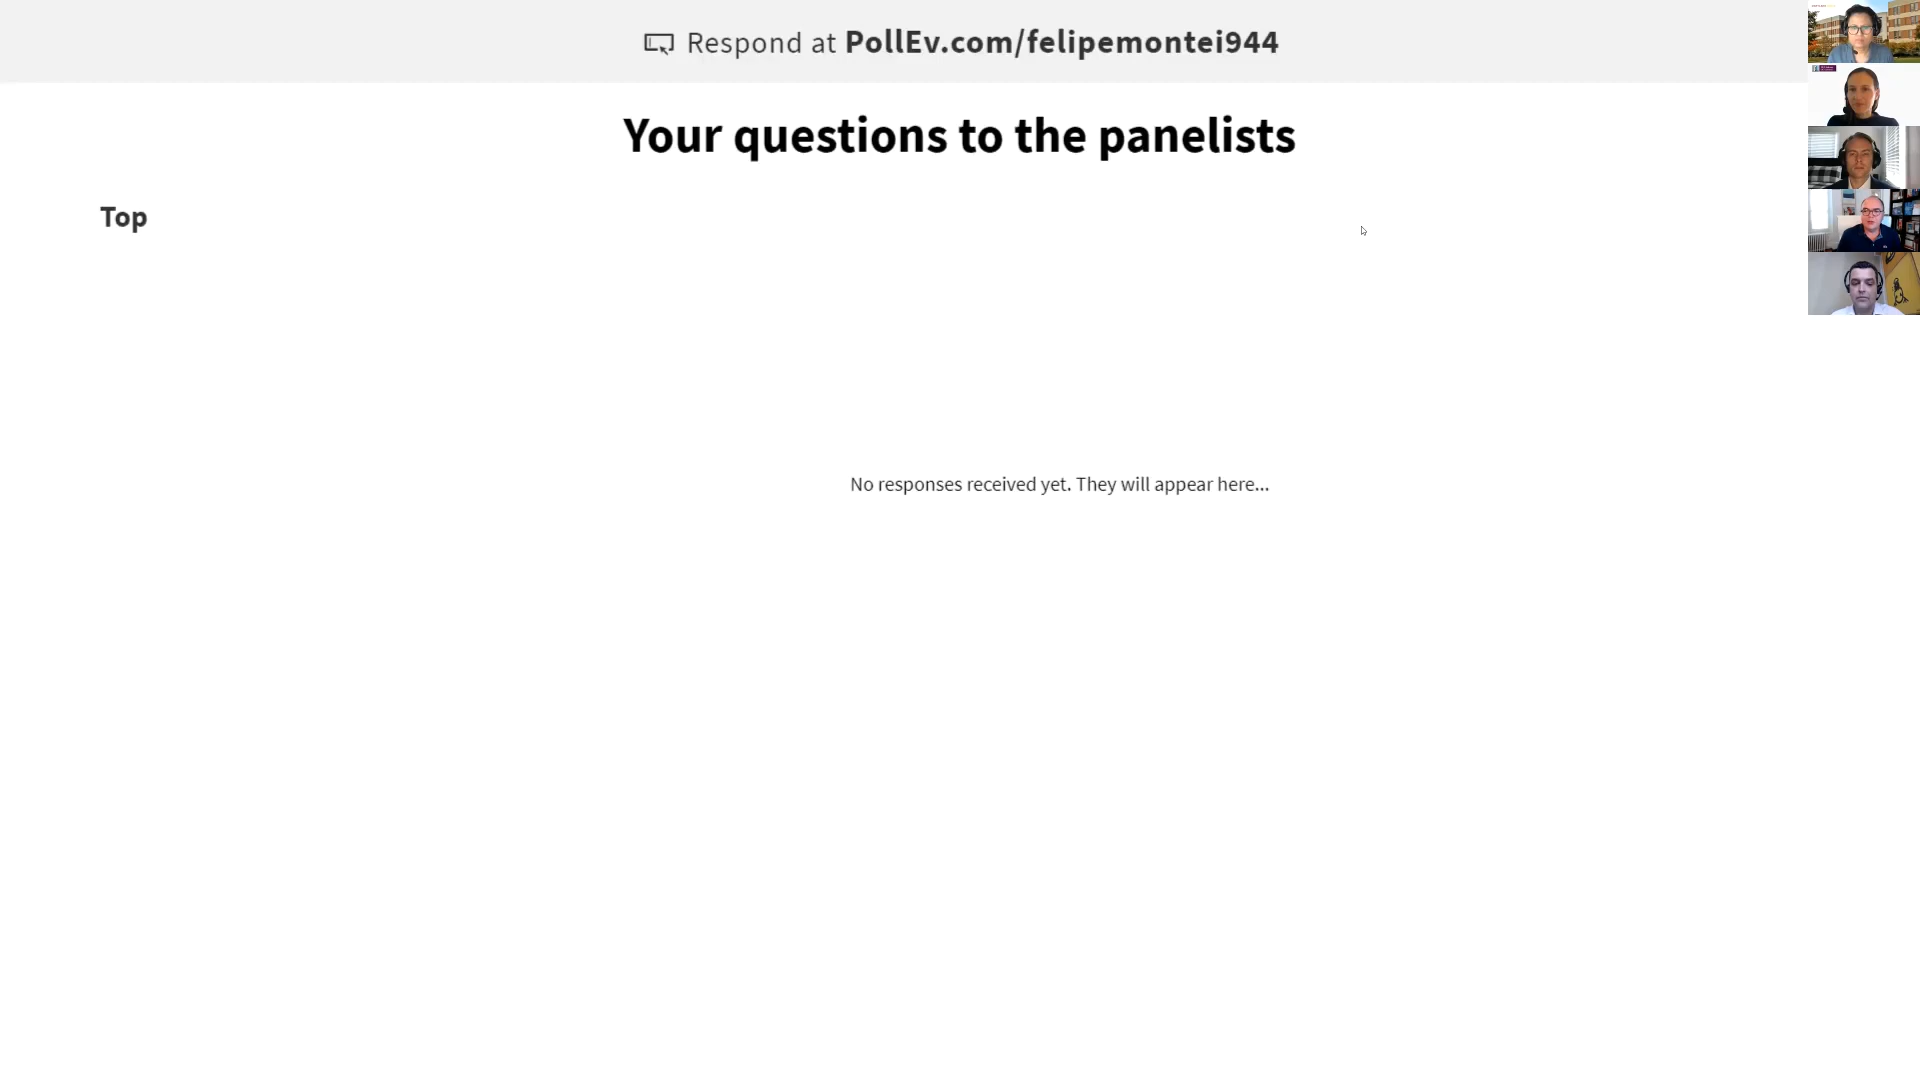 Respond at PollEv.com/felipemontei944
Your questions to the panelists
Top
No responses received yet. They will appear here...